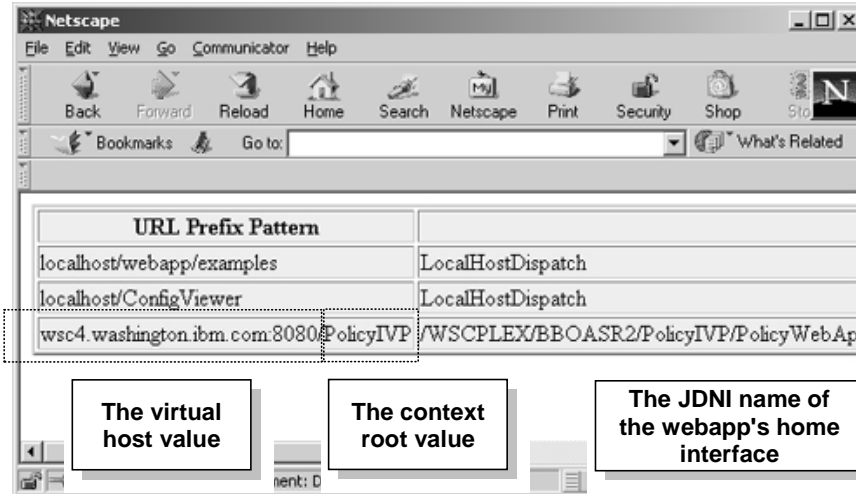 Netscape
File Edit View Go Communicator Help
Back Forward Reload Home Search Netscape Print Security Shop Sto
My
N
Bookmarks Go to: What's Related
URL Prefix Pattern
localhost/webapp/examples LocalHostDispatch
localhost/ConfigViewer LocalHostDispatch
wsc4.washington.ibm.com:8080/PolicyIVP /WSCPLEX/BBOASR2/PolicyIVP/PolicyWebAp
The virtual
host value
The context
root value
The JDNI name of
the webapp's home
interface
ment: D